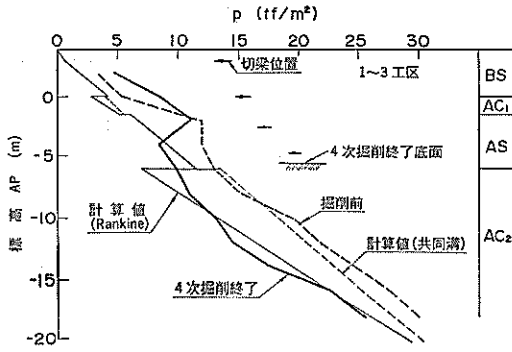 p (tf/m²)
0 5 10 15 20 25 30 35
切梁位置
1~3工区
BS
0
AC₁
AS
4次掘削終了底面
-5
標高 AP (m)
計算値
(Rankine)
掘削前
-10
計算値(共同溝)
AC₂
-15
4次掘削終了
-20